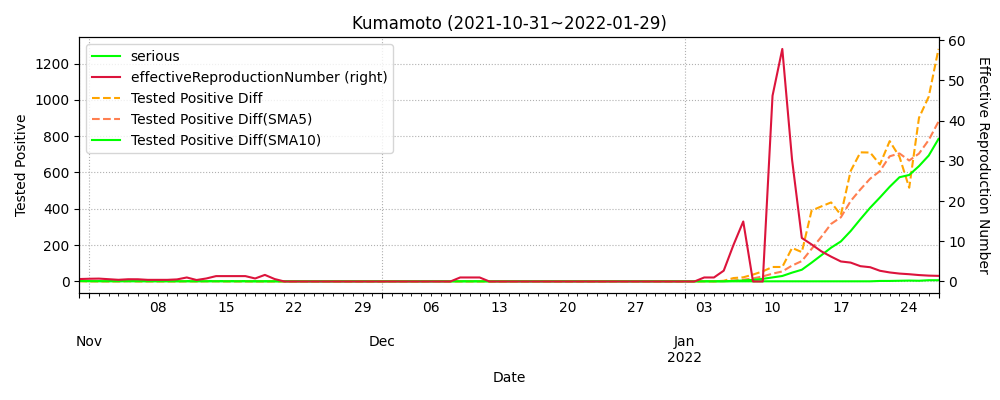 Kumamoto (2021-10-31~2022-01-29)
serious
effectiveReproductionNumber (right)
Tested Positive Diff
Tested Positive Diff(SMA5)
Tested Positive Diff(SMA10)
Tested Positive
1200
1000
800
600
400
200
0
Effective Reproduction Number
60
50
40
30
20
10
0
08 15 22 29 06 13 20 27 03 10 17 24
Nov Dec Jan
2022
Date